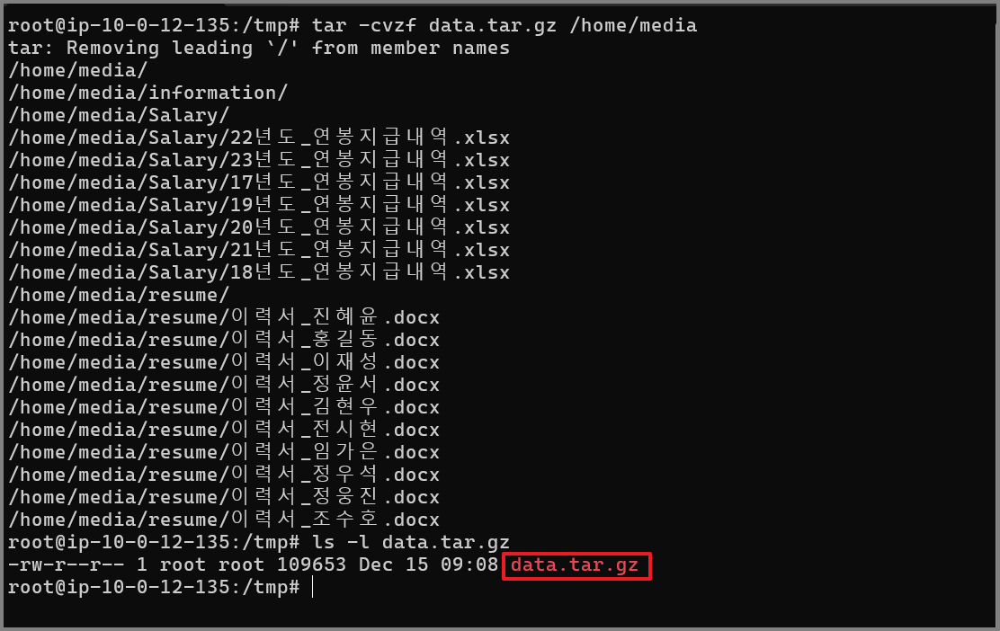 root@ip-10-0-12-135:/tmp# tar -cvzf data.tar.gz /home/media
tar: Removing leading `/' from member names
/home/media/
/home/media/information/
/home/media/Salary/
/home/media/Salary/22년도_연봉지급내역.xlsx
/home/media/Salary/23년도_연봉지급내역.xlsx
/home/media/Salary/17년도_연봉지급내역.xlsx
/home/media/Salary/19년도_연봉지급내역.xlsx
/home/media/Salary/20년도_연봉지급내역.xlsx
/home/media/Salary/21년도_연봉지급내역.xlsx
/home/media/Salary/18년도_연봉지급내역.xlsx
/home/media/resume/
/home/media/resume/이력서_진혜윤.docx
/home/media/resume/이력서_홍길동.docx
/home/media/resume/이력서_이재성.docx
/home/media/resume/이력서_정윤서.docx
/home/media/resume/이력서_김현우.docx
/home/media/resume/이력서_전시현.docx
/home/media/resume/이력서_임가은.docx
/home/media/resume/이력서_정우석.docx
/home/media/resume/이력서_정웅진.docx
/home/media/resume/이력서_조수호.docx
root@ip-10-0-12-135:/tmp# ls -l data.tar.gz
-rw-r--r-- 1 root root 109653 Dec 15 09:08 data.tar.gz
root@ip-10-0-12-135:/tmp#